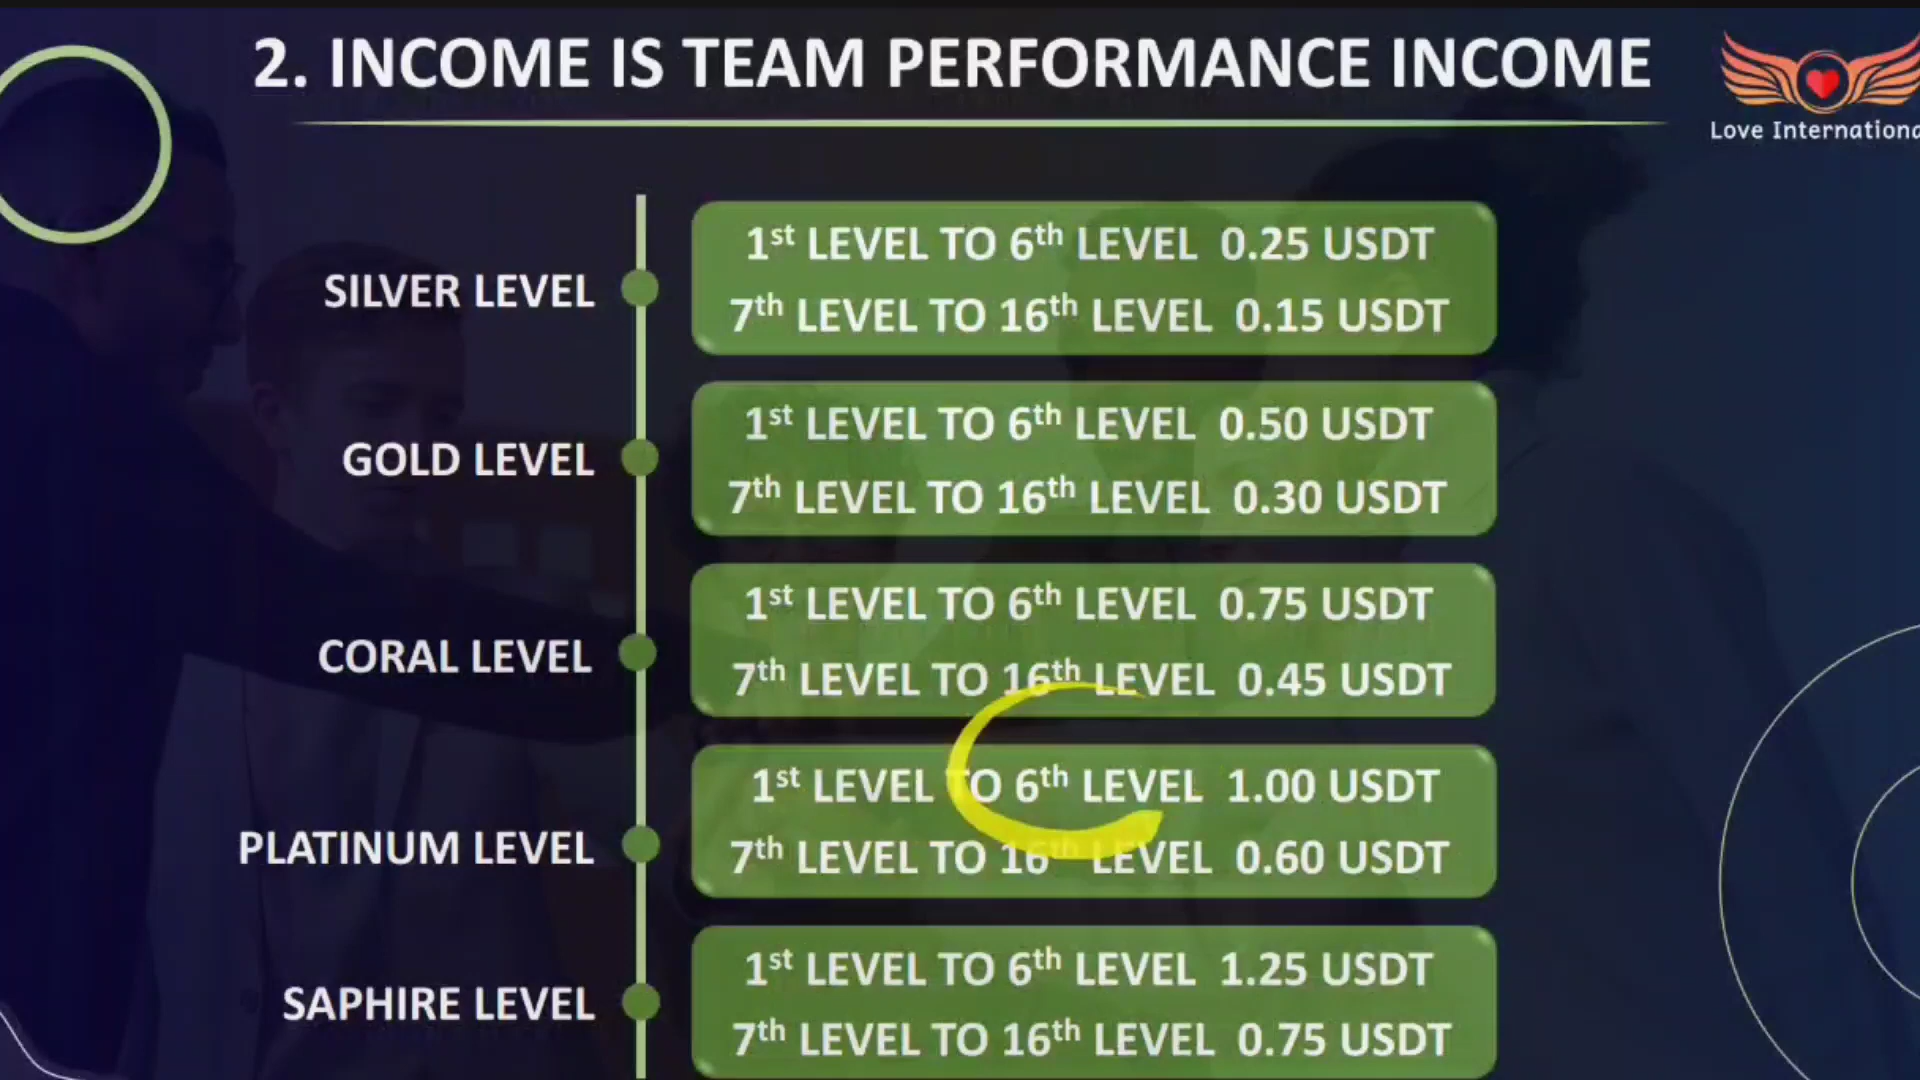 2. INCOME IS TEAM PERFORMANCE INCOME
Love International
SILVER LEVEL
1st LEVEL TO 6th LEVEL 0.25 USDT
7th LEVEL TO 16th LEVEL 0.15 USDT
GOLD LEVEL
1st LEVEL TO 6th LEVEL 0.50 USDT
7th LEVEL TO 16th LEVEL 0.30 USDT
CORAL LEVEL
1st LEVEL TO 6th LEVEL 0.75 USDT
7th LEVEL TO 16th LEVEL 0.45 USDT
PLATINUM LEVEL
1st LEVEL TO 6th LEVEL 1.00 USDT
7th LEVEL TO 16th LEVEL 0.60 USDT
SAPHIRE LEVEL
1st LEVEL TO 6th LEVEL 1.25 USDT
7th LEVEL TO 16th LEVEL 0.75 USDT